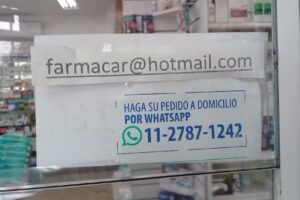 farmacar@hotmail.com
HAGA SU PEDIDO A DOMICILIO
POR WHATSAPP
11-2787-1242